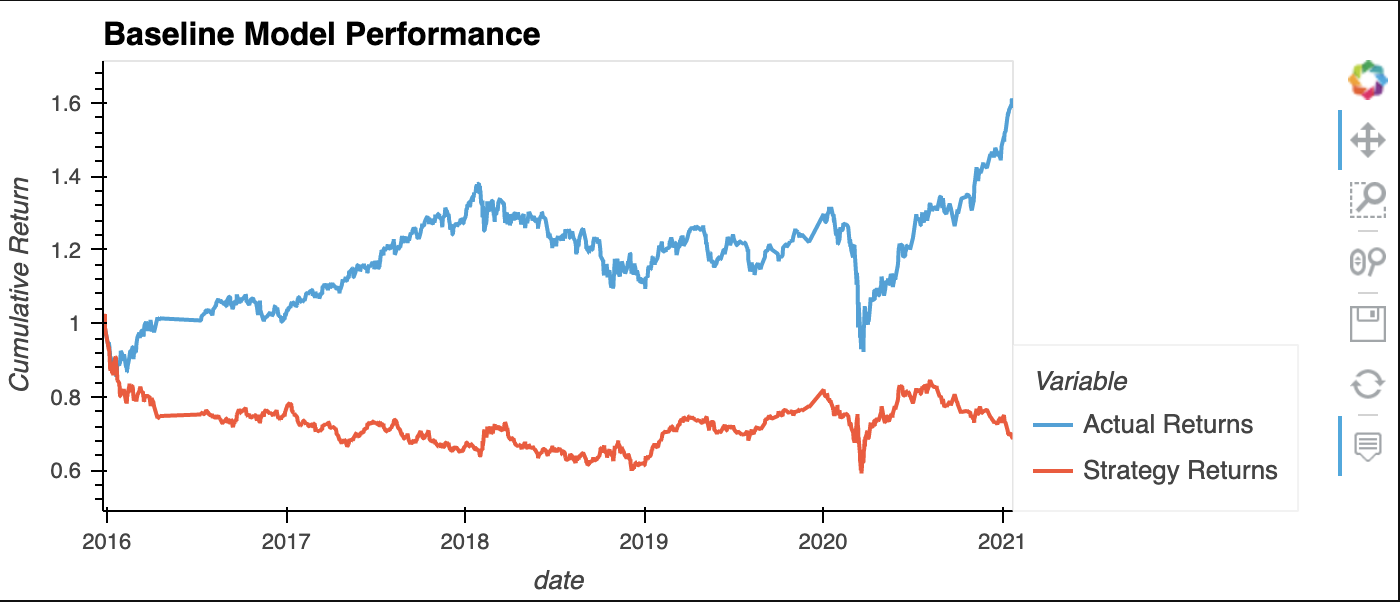 Baseline Model Performance
Cumulative Return
1.6
1.4
1.2
1
0.8
0.6
2016 2017 2018 2019 2020 2021
date
Variable
Actual Returns
Strategy Returns